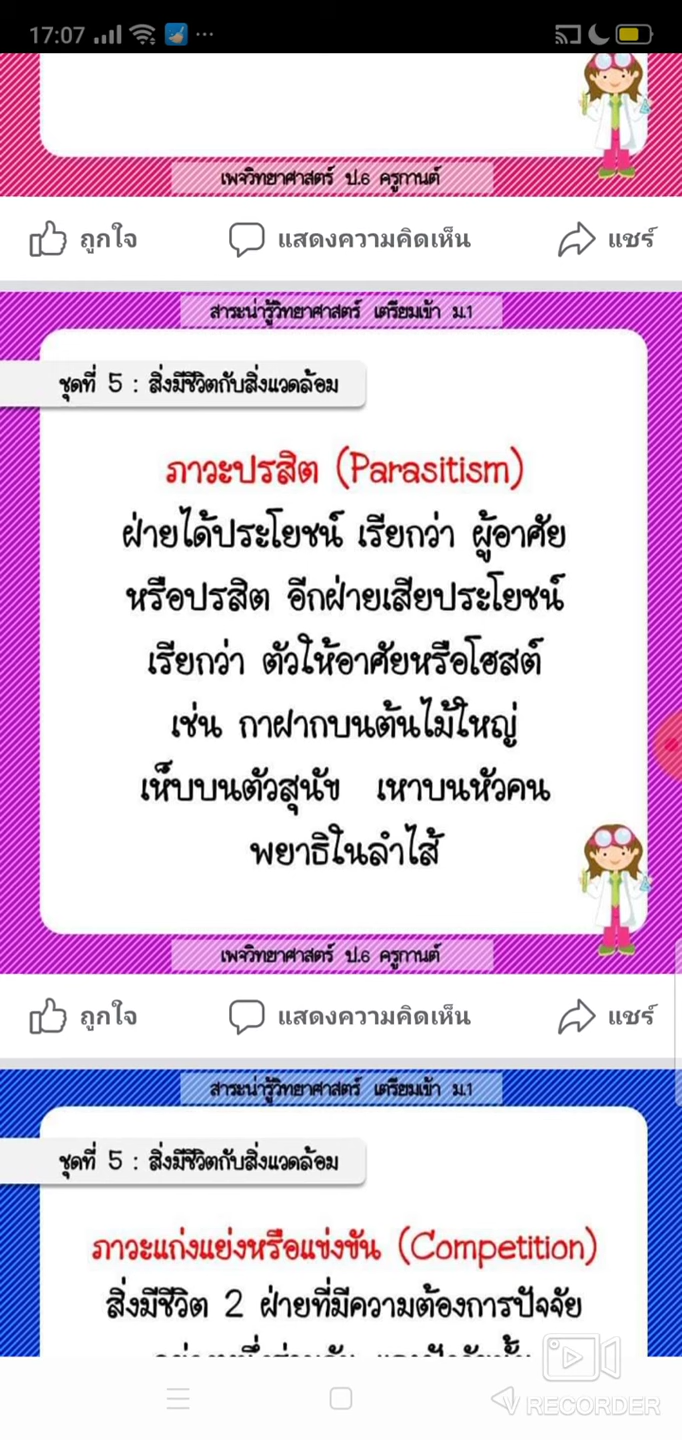 17:07
เพจวิทยาศาสตร์ ป.6 ครูกานต์
ถูกใจ แสดงความคิดเห็น แชร์
สาระน่ารู้วิทยาศาสตร์ เตรียมเข้า ม.1
ชุดที่ 5 : สิ่งมีชีวิตกับสิ่งแวดล้อม
ภาวะปรสิต (Parasitism)
ฝ่ายได้ประโยชน์ เรียกว่า ผู้อาศัย
หรือปรสิต อีกฝ่ายเสียประโยชน์
เรียกว่า ตัวให้อาศัยหรือโฮสต์
เช่น กาฝากบนต้นไม้ใหญ่
เห็บบนตัวสุนัข เหาบนหัวคน
พยาธิในลำไส้
เพจวิทยาศาสตร์ ป.6 ครูกานต์
ถูกใจ แสดงความคิดเห็น แชร์
สาระน่ารู้วิทยาศาสตร์ เตรียมเข้า ม.1
ชุดที่ 5 : สิ่งมีชีวิตกับสิ่งแวดล้อม
ภาวะแก่งแย่งหรือแข่งขัน (Competition)
สิ่งมีชีวิต 2 ฝ่ายที่มีความต้องการปัจจัย
RECORDER